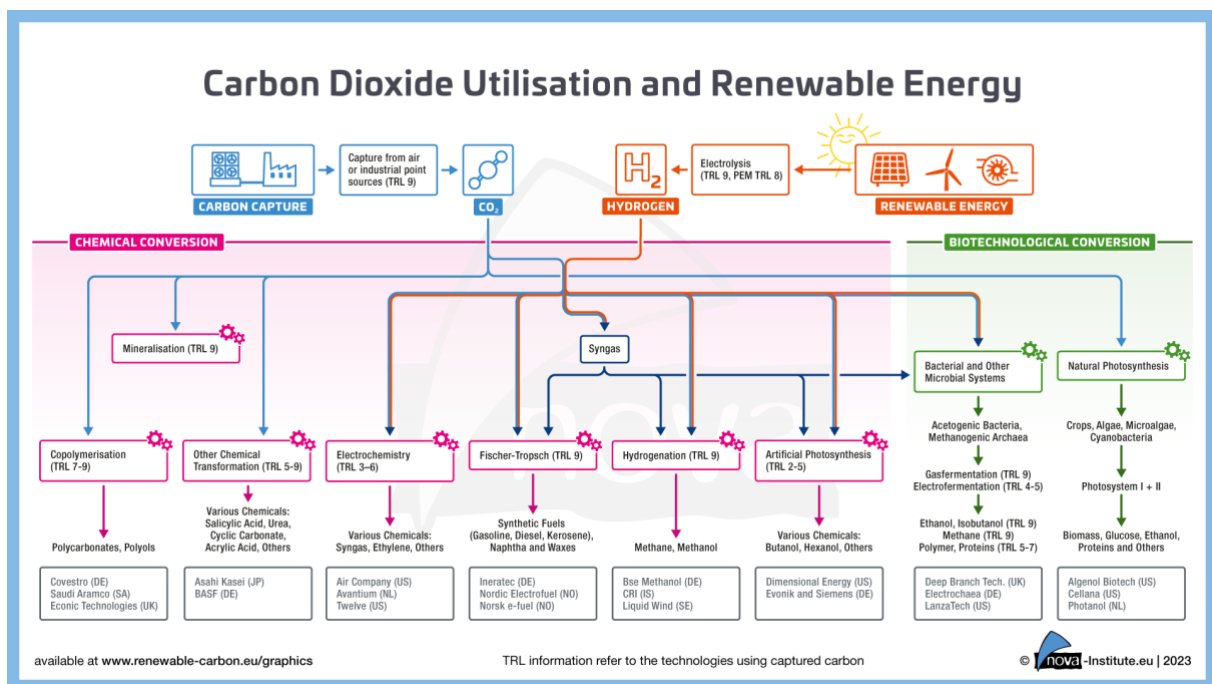 Carbon Dioxide Utilisation and Renewable Energy
Capture from air
or industrial point
sources (TRL 9)
H2
Electrolysis
(TRL 9, PEM TRL 8)
CARBON CAPTURE
CO2
HYDROGEN
RENEWABLE ENERGY
CHEMICAL CONVERSION
BIOTECHNOLOGICAL CONVERSION
Mineralisation (TRL 9)
Syngas
Bacterial and Other
Microbial Systems
Natural Photosynthesis
Copolymerisation
(TRL 7-9)
Other Chemical
Transformation (TRL 5-9)
Electrochemistry
(TRL 3–6)
Fischer-Tropsch (TRL 9)
Hydrogenation (TRL 9)
Artificial Photosynthesis
(TRL 2-5)
Acetogenic Bacteria,
Methanogenic Archaea
Crops, Algae, Microalgae,
Cyanobacteria
Gasfermentation (TRL 9)
Electrofermentation (TRL 4-5)
Photosystem I + II
Polycarbonates, Polyols
Various Chemicals:
Salicylic Acid, Urea,
Cyclic Carbonate,
Acrylic Acid, Others
Various Chemicals:
Syngas, Ethylene, Others
Synthetic Fuels
(Gasoline, Diesel, Kerosene),
Naphtha and Waxes
Methane, Methanol
Various Chemicals:
Butanol, Hexanol, Others
Ethanol, Isobutanol (TRL 9)
Methane (TRL 9)
Polymer, Proteins (TRL 5-7)
Biomass, Glucose, Ethanol,
Proteins and Others
Covestro (DE)
Saudi Aramco (SA)
Econic Technologies (UK)
Asahi Kasei (JP)
BASF (DE)
Air Company (US)
Avantium (NL)
Twelve (US)
Ineratec (DE)
Nordic Electrofuel (NO)
Norsk e-fuel (NO)
Bse Methanol (DE)
CRI (IS)
Liquid Wind (SE)
Dimensional Energy (US)
Evonik and Siemens (DE)
Deep Branch Tech. (UK)
Electrochaea (DE)
LanzaTech (US)
Algenol Biotech (US)
Cellana (US)
Photanol (NL)
nova
available at www.renewable-carbon.eu/graphics
TRL information refer to the technologies using captured carbon
© nova-Institute.eu | 2023